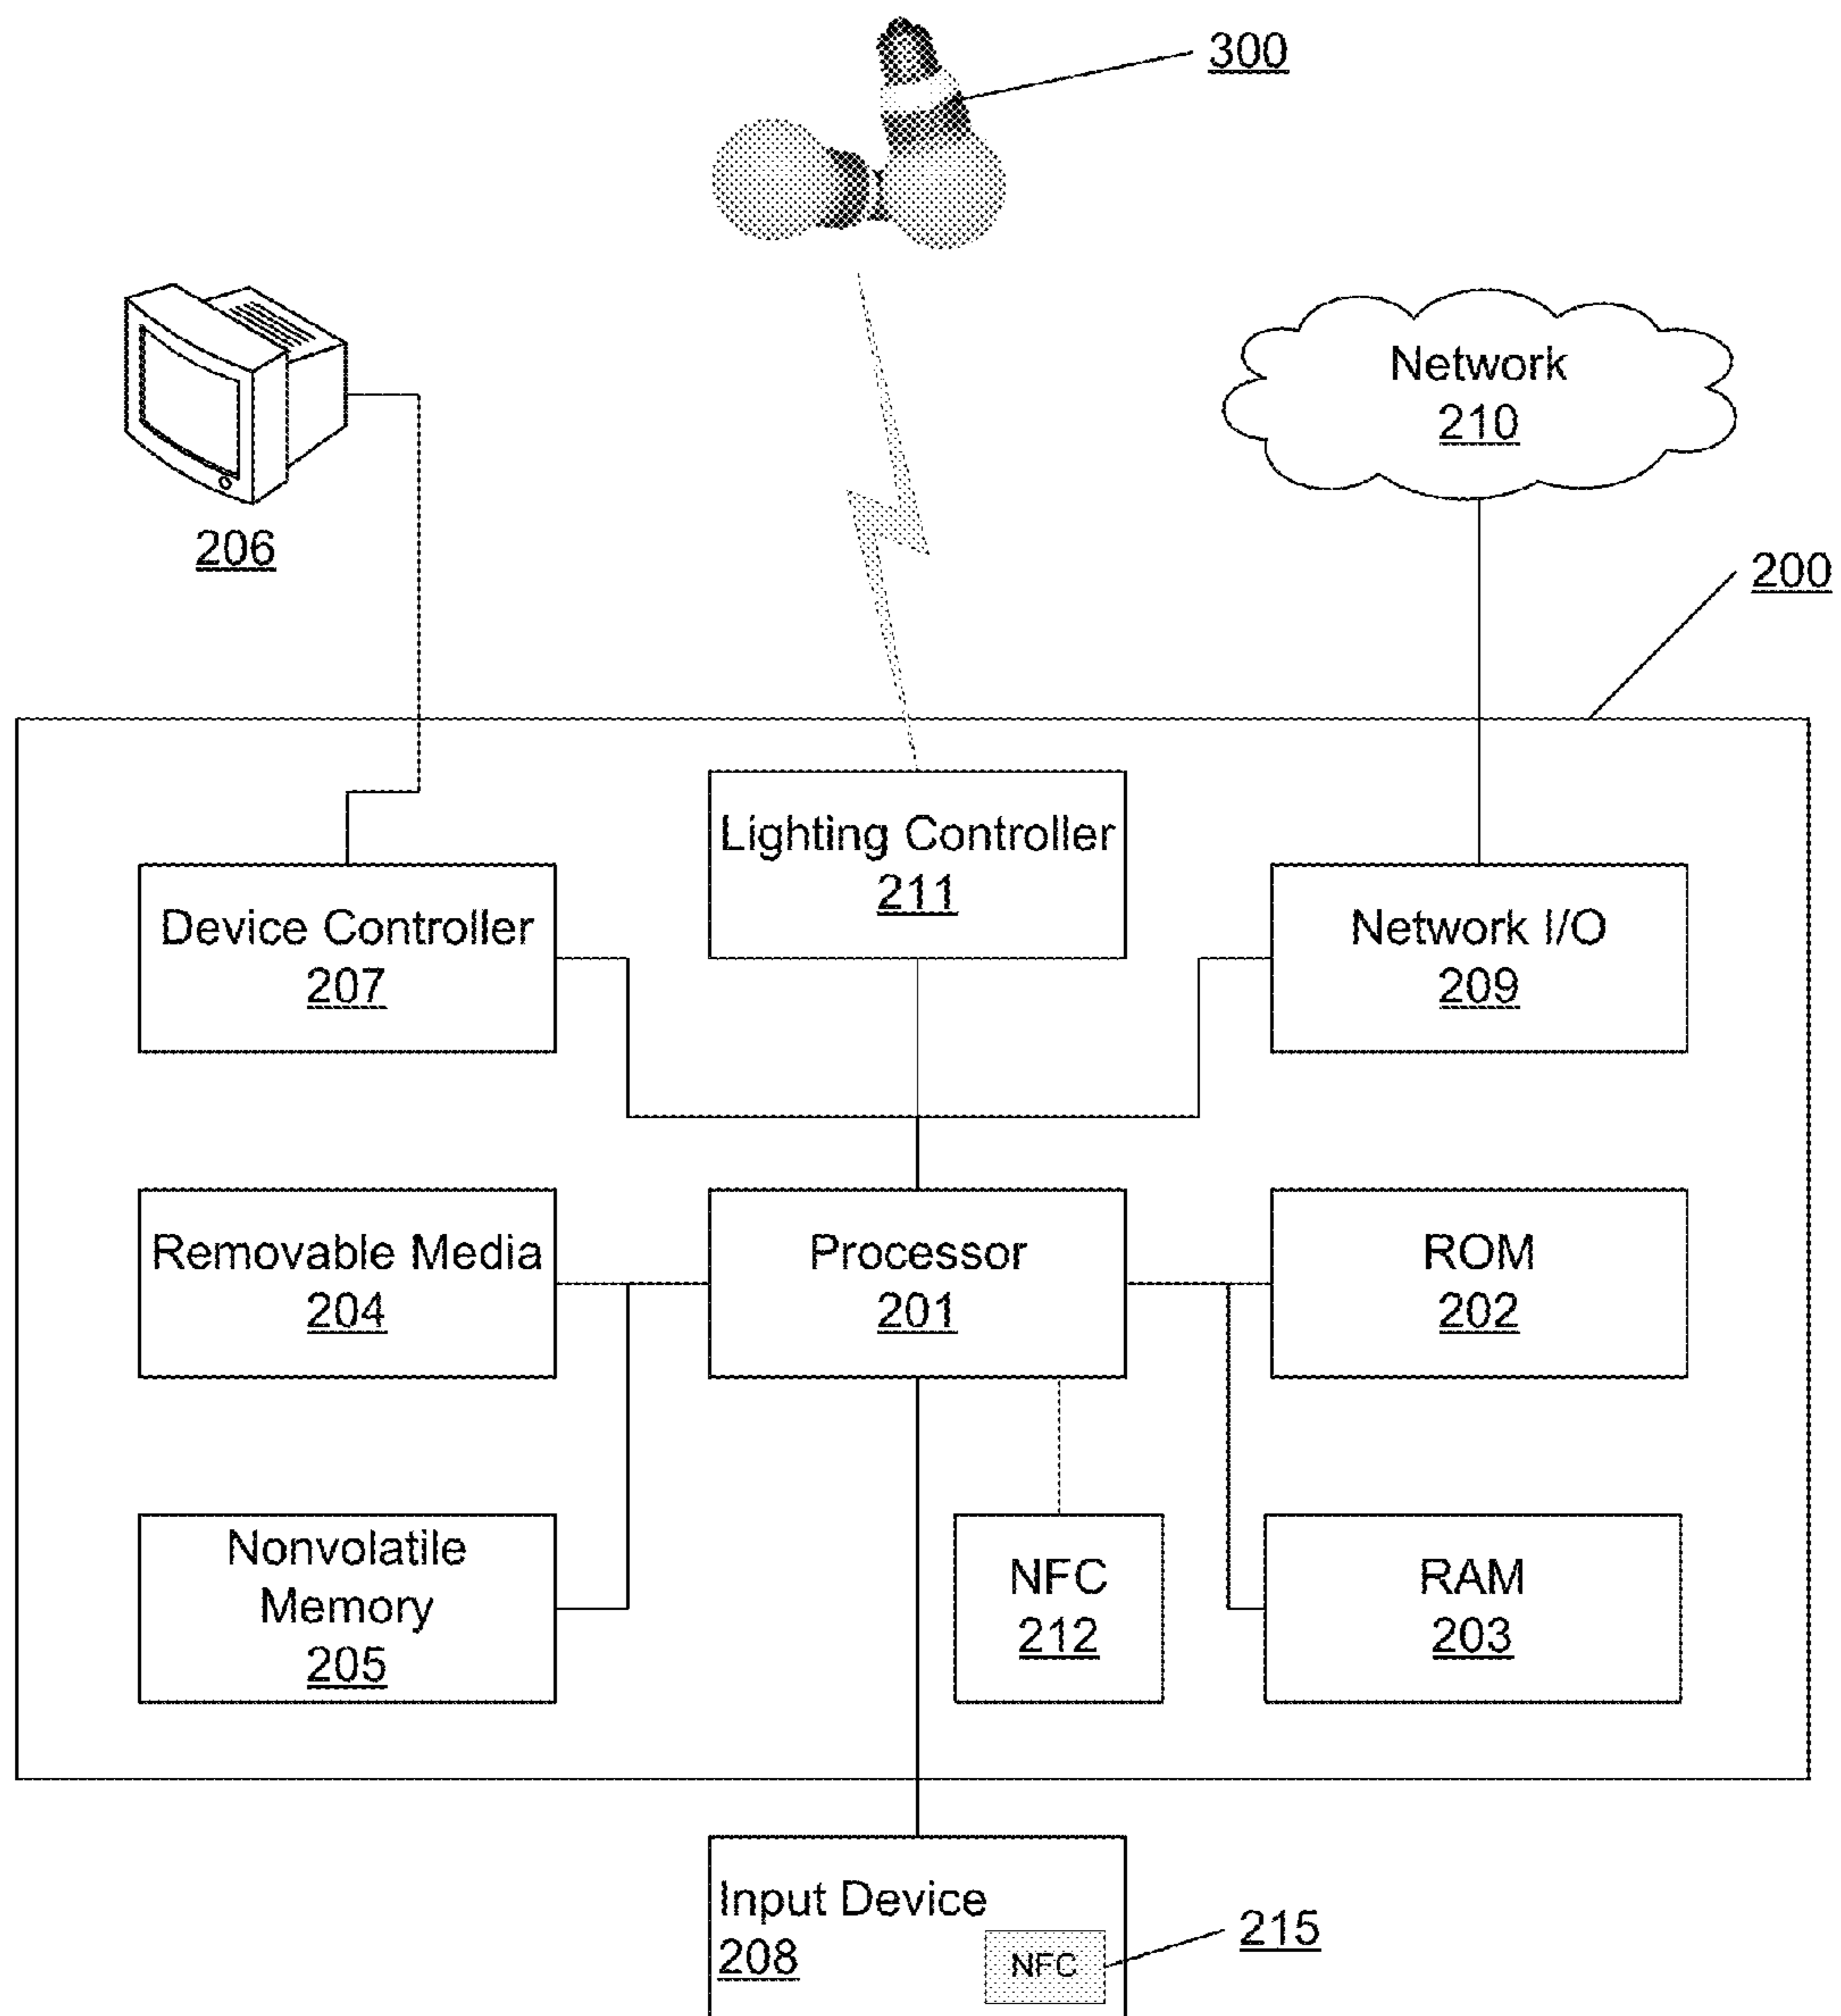 300
Network
210
206
200
Lighting Controller
211
Device Controller
207
Network I/O
209
Removable Media
204
Processor
201
ROM
202
Nonvolatile
Memory
205
NFC
212
RAM
203
Input Device
208
NFC
215